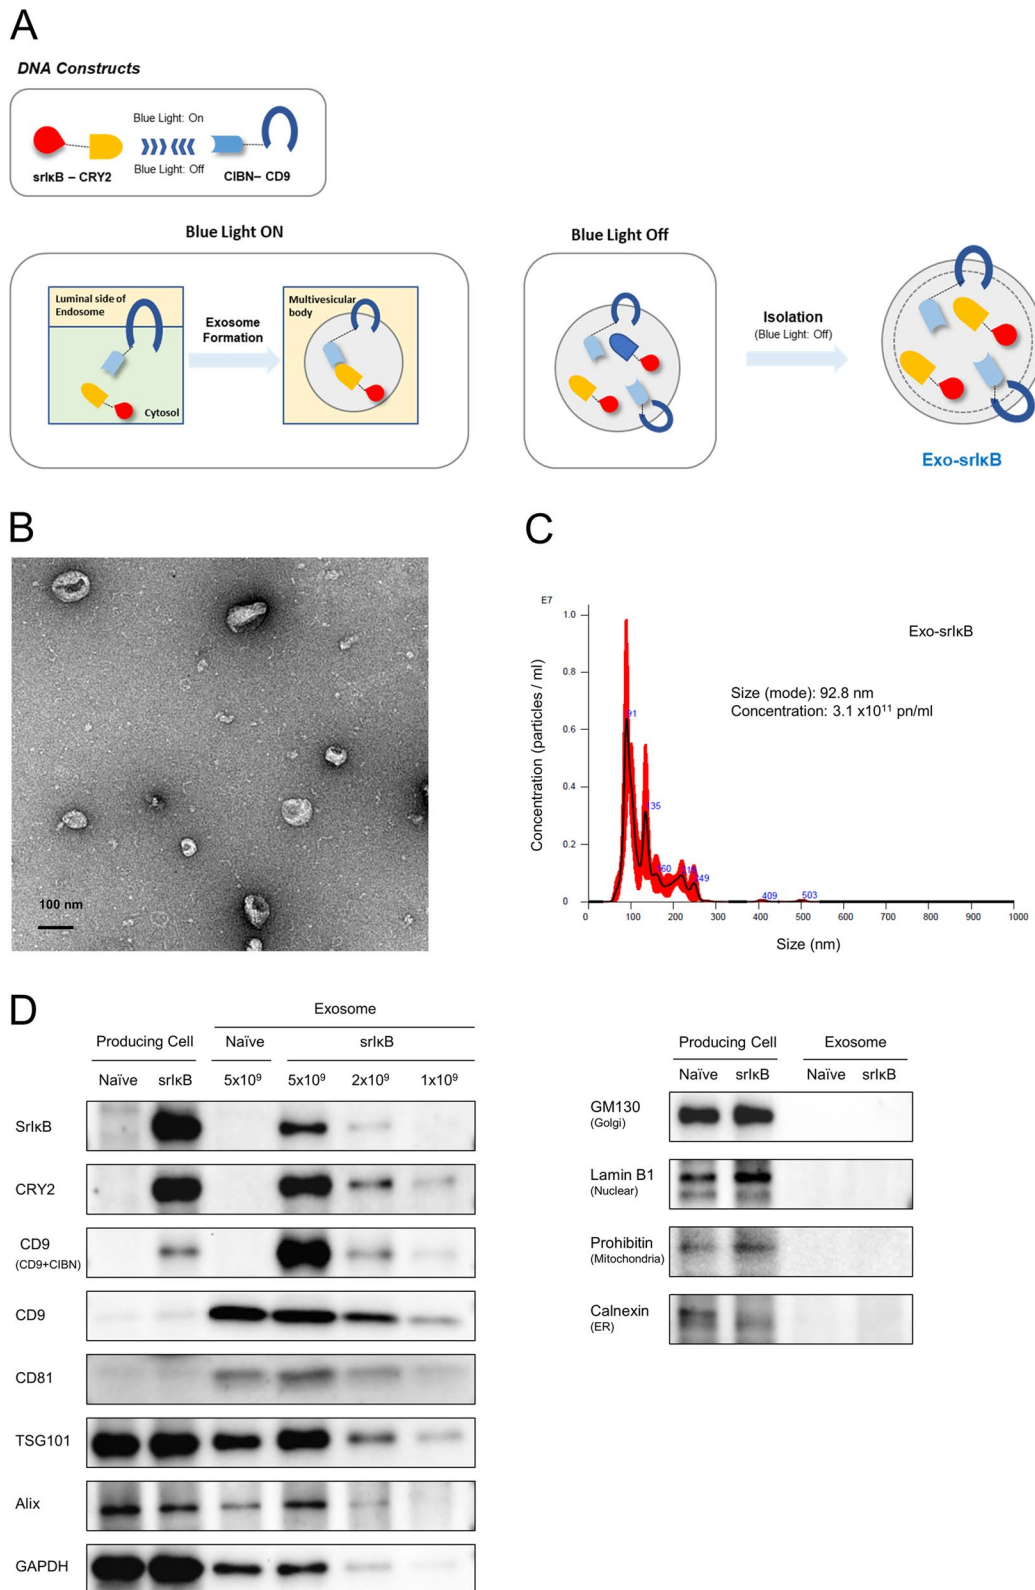 A
DNA Constructs
Blue Light: On
Blue Light: Off
srIκB – CRY2
CIBN– CD9
Blue Light ON
Luminal side of
Endosome
Cytosol
Exosome
Formation
Multivesicular
body
Blue Light Off
Isolation
(Blue Light: Off)
Exo-srIκB
B
100 nm
C
E7
Exo-srIκB
Size (mode): 92.8 nm
Concentration: 3.1 x10¹¹ pn/ml
Concentration (particles / ml)
1.0
0.8
0.6
0.4
0.2
0
91
135
160
249
409
503
0 100 200 300 400 500 600 700 800 900 1000
Size (nm)
D
Exosome
Producing Cell Naïve srIκB
Naïve srIκB 5x10⁹ 5x10⁹ 2x10⁹ 1x10⁹
SrIκB
CRY2
CD9
(CD9+CIBN)
CD9
CD81
TSG101
Alix
GAPDH
Producing Cell Exosome
Naïve srIκB Naïve srIκB
GM130
(Golgi)
Lamin B1
(Nuclear)
Prohibitin
(Mitochondria)
Calnexin
(ER)